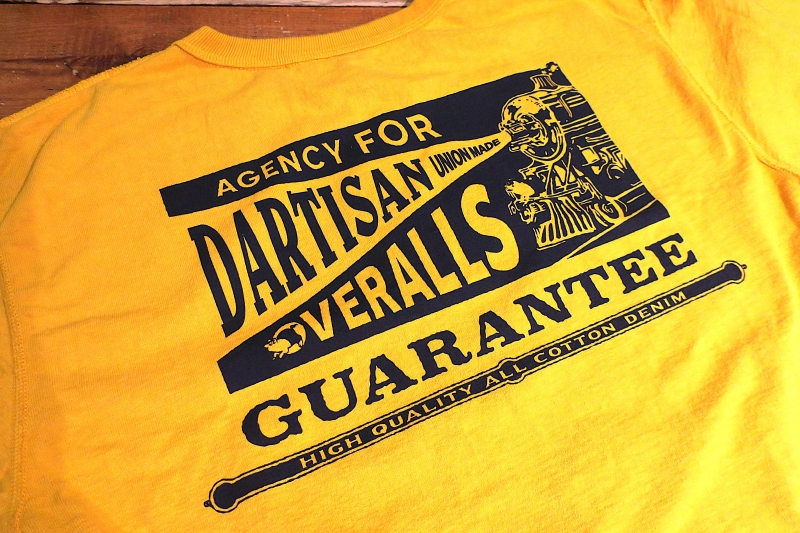 AGENCY FOR
DARTISAN UNION MADE
OVERALLS
GUARANTEE
HIGH QUALITY ALL COTTON DENIM